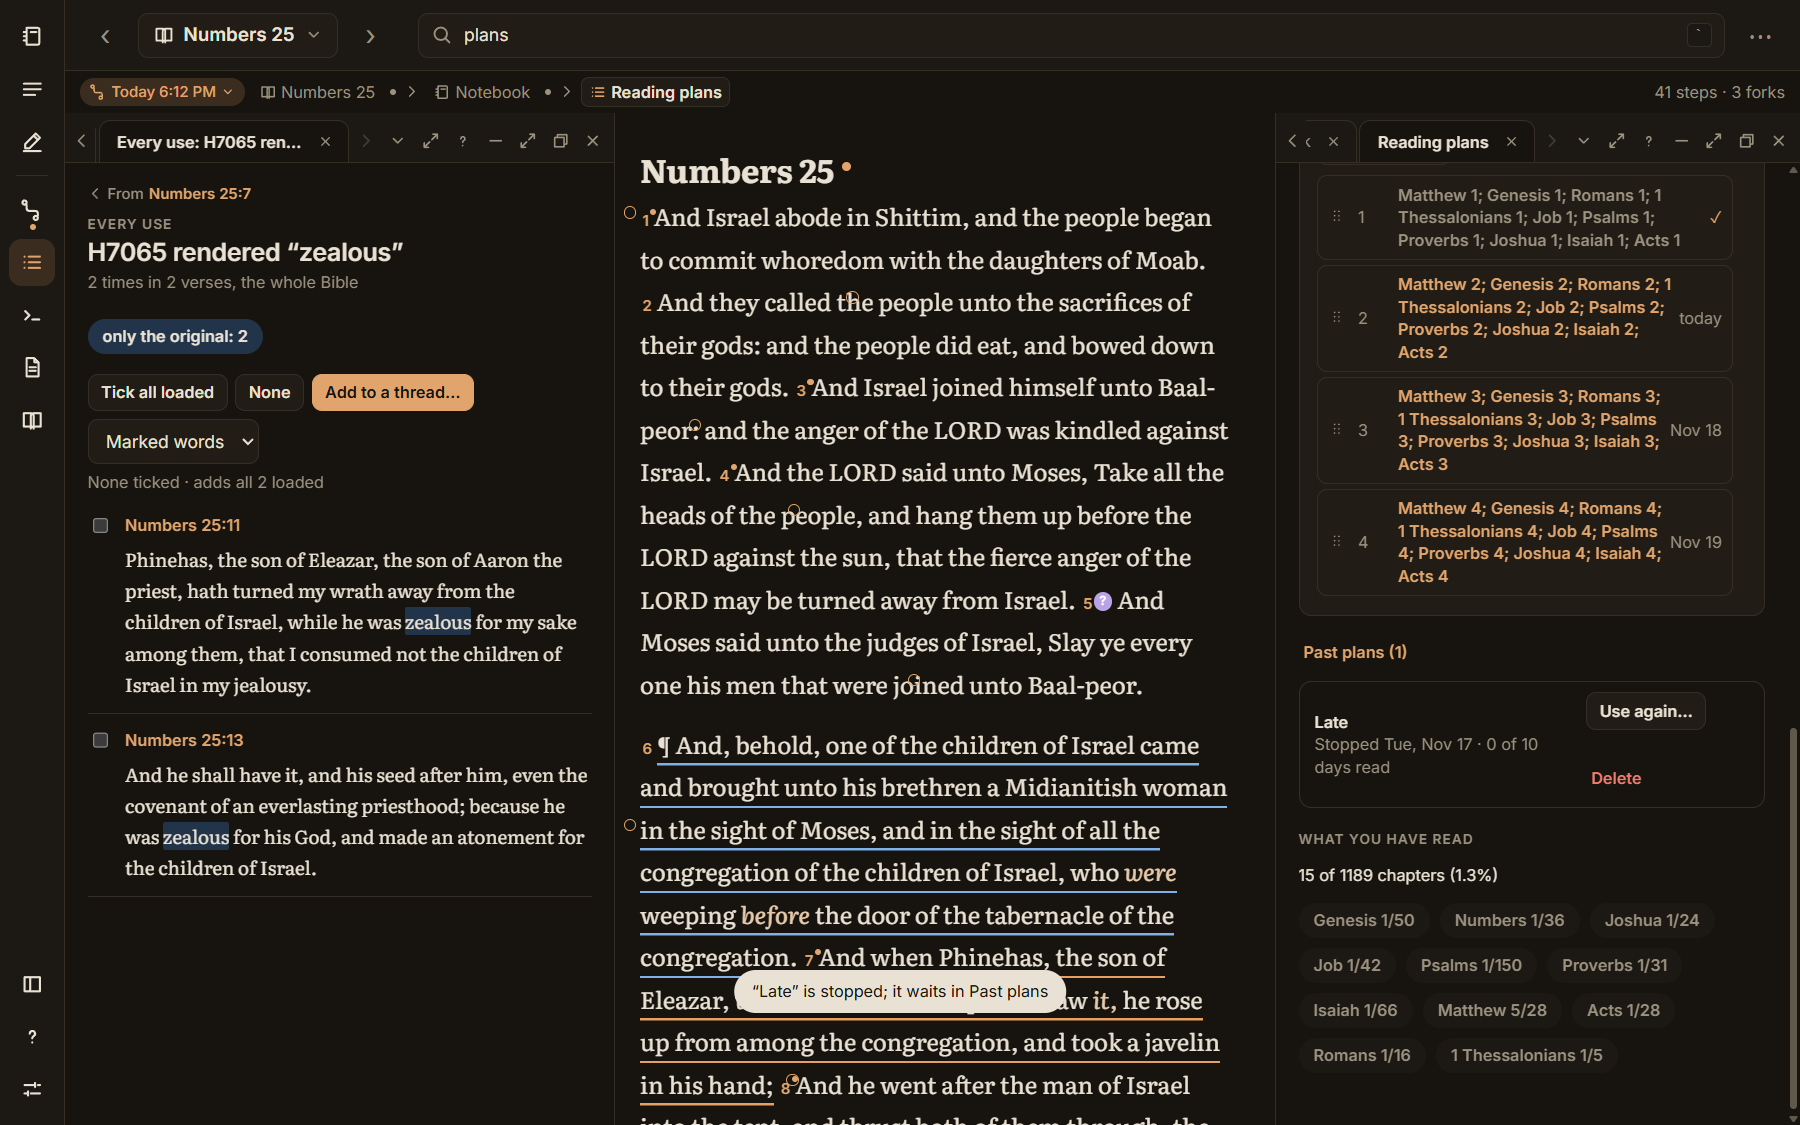 Numbers 25
plans
`
Today 6:12 PM
Numbers 25
Notebook
Reading plans
41 steps · 3 forks
Every use: H7065 ren...
?
From Numbers 25:7
EVERY USE
H7065 rendered “zealous”
2 times in 2 verses, the whole Bible
only the original: 2
Tick all loaded
None
Add to a thread...
Marked words
None ticked · adds all 2 loaded
Numbers 25:11
Phinehas, the son of Eleazar, the son of Aaron the
priest, hath turned my wrath away from the
children of Israel, while he was zealous for my sake
among them, that I consumed not the children of
Israel in my jealousy.
Numbers 25:13
And he shall have it, and his seed after him, even the
covenant of an everlasting priesthood; because he
was zealous for his God, and made an atonement for
the children of Israel.
?
Numbers 25
1 And Israel abode in Shittim, and the people began
to commit whoredom with the daughters of Moab.
2 And they called the people unto the sacrifices of
their gods: and the people did eat, and bowed down
to their gods. 3 And Israel joined himself unto Baal-
peor: and the anger of the LORD was kindled against
Israel. 4 And the LORD said unto Moses, Take all the
heads of the people, and hang them up before the
LORD against the sun, that the fierce anger of the
LORD may be turned away from Israel. 5 ? And
Moses said unto the judges of Israel, Slay ye every
one his men that were joined unto Baal-peor.
6 ¶ And, behold, one of the children of Israel came
and brought unto his brethren a Midianitish woman
in the sight of Moses, and in the sight of all the
congregation of the children of Israel, who were
weeping before the door of the tabernacle of the
congregation. 7 And when Phinehas, the son of
Eleazar, aw it, he rose
“Late” is stopped; it waits in Past plans
up from among the congregation, and took a javelin
in his hand; 8 And he went after the man of Israel
into the tent, and thrust both of them through, the
Reading plans
?
1
Matthew 1; Genesis 1; Romans 1; 1
Thessalonians 1; Job 1; Psalms 1;
Proverbs 1; Joshua 1; Isaiah 1; Acts 1
✓
2
Matthew 2; Genesis 2; Romans 2; 1
Thessalonians 2; Job 2; Psalms 2;
Proverbs 2; Joshua 2; Isaiah 2;
Acts 2
today
3
Matthew 3; Genesis 3; Romans 3;
1 Thessalonians 3; Job 3; Psalms
3; Proverbs 3; Joshua 3; Isaiah 3;
Acts 3
Nov 18
4
Matthew 4; Genesis 4; Romans 4;
1 Thessalonians 4; Job 4; Psalms
4; Proverbs 4; Joshua 4; Isaiah 4;
Acts 4
Nov 19
Past plans (1)
Late
Stopped Tue, Nov 17 · 0 of 10
days read
Use again...
Delete
WHAT YOU HAVE READ
15 of 1189 chapters (1.3%)
Genesis 1/50
Numbers 1/36
Joshua 1/24
Job 1/42
Psalms 1/150
Proverbs 1/31
Isaiah 1/66
Matthew 5/28
Acts 1/28
Romans 1/16
1 Thessalonians 1/5